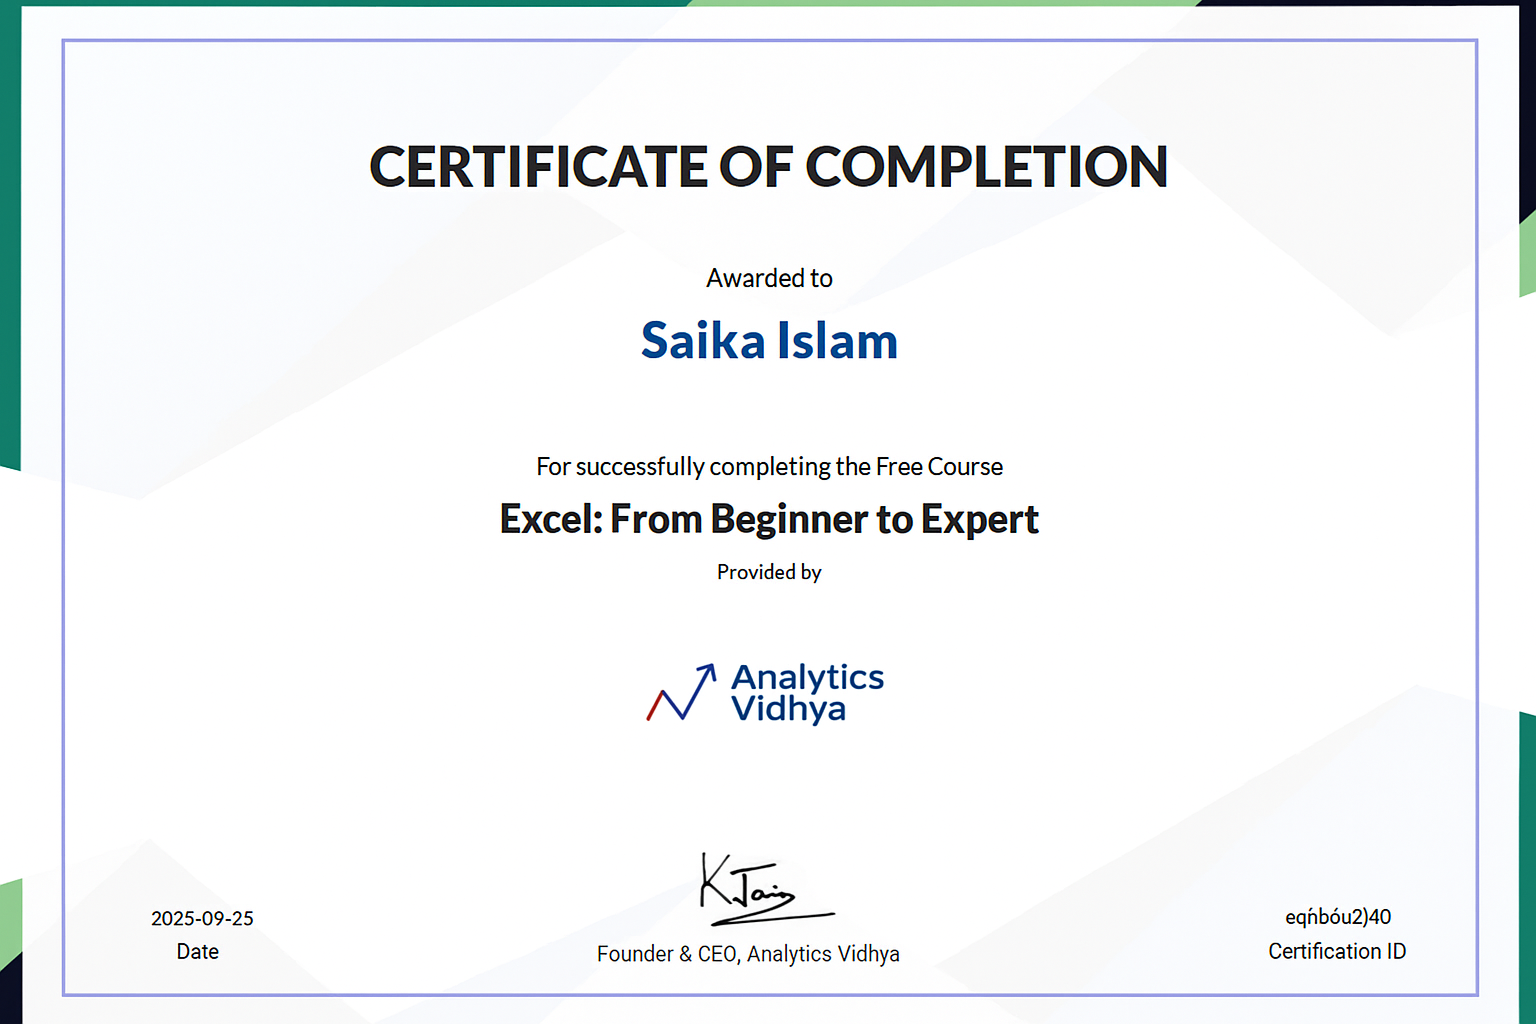 CERTIFICATE OF COMPLETION
Awarded to
Saika Islam
For successfully completing the Free Course
Excel: From Beginner to Expert
Provided by
Analytics
Vidhya
K Jain
2025-09-25
Date
Founder & CEO, Analytics Vidhya
eqńbóu2)40
Certification ID